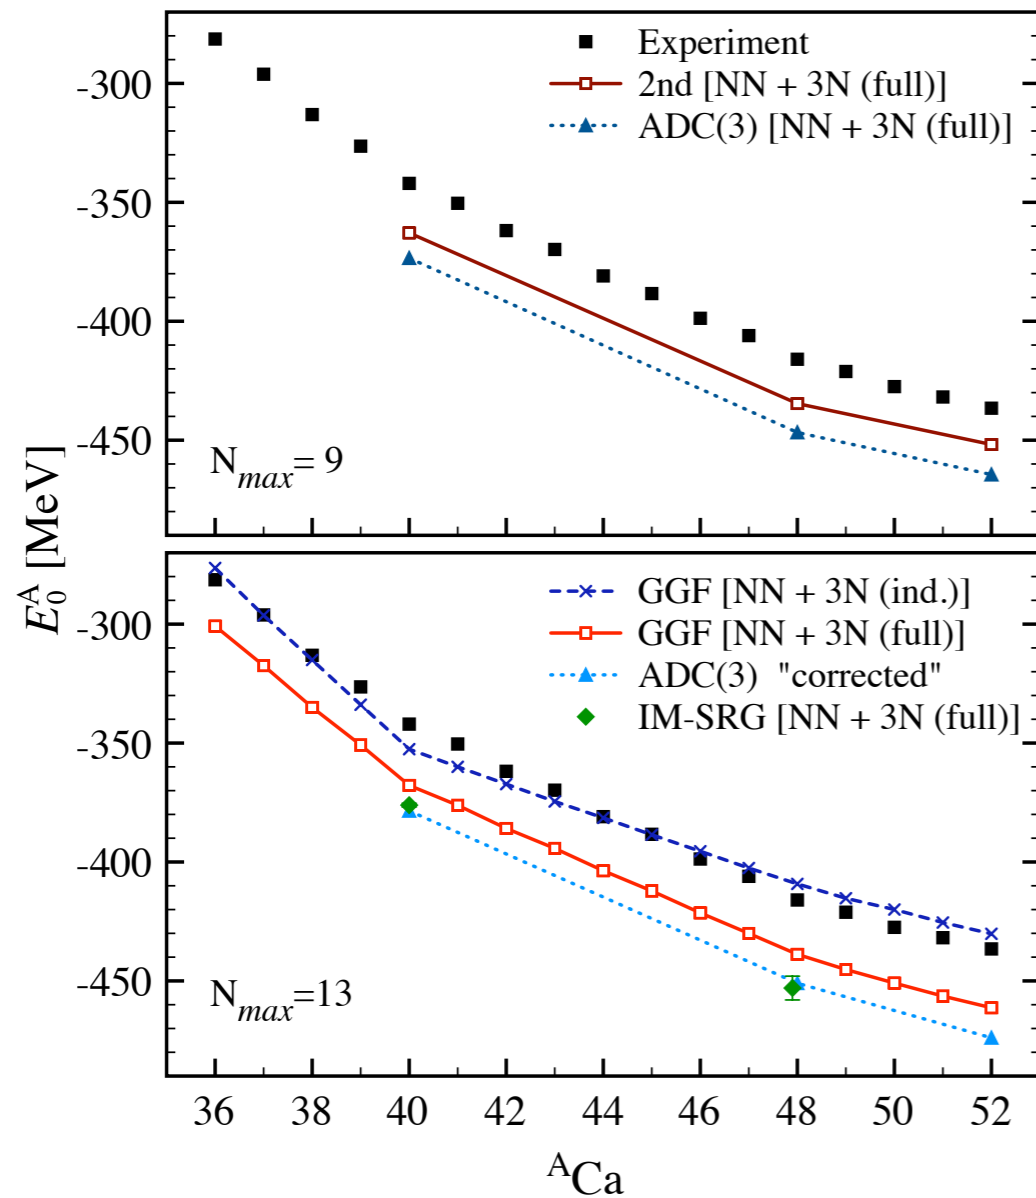 Experiment
2nd [NN + 3N (full)]
ADC(3) [NN + 3N (full)]
-300
-350
-400
-450
N_max= 9
E_0^A [MeV]
GGF [NN + 3N (ind.)]
GGF [NN + 3N (full)]
ADC(3) "corrected"
IM-SRG [NN + 3N (full)]
-300
-350
-400
-450
N_max=13
36 38 40 42 44 46 48 50 52
^ACa